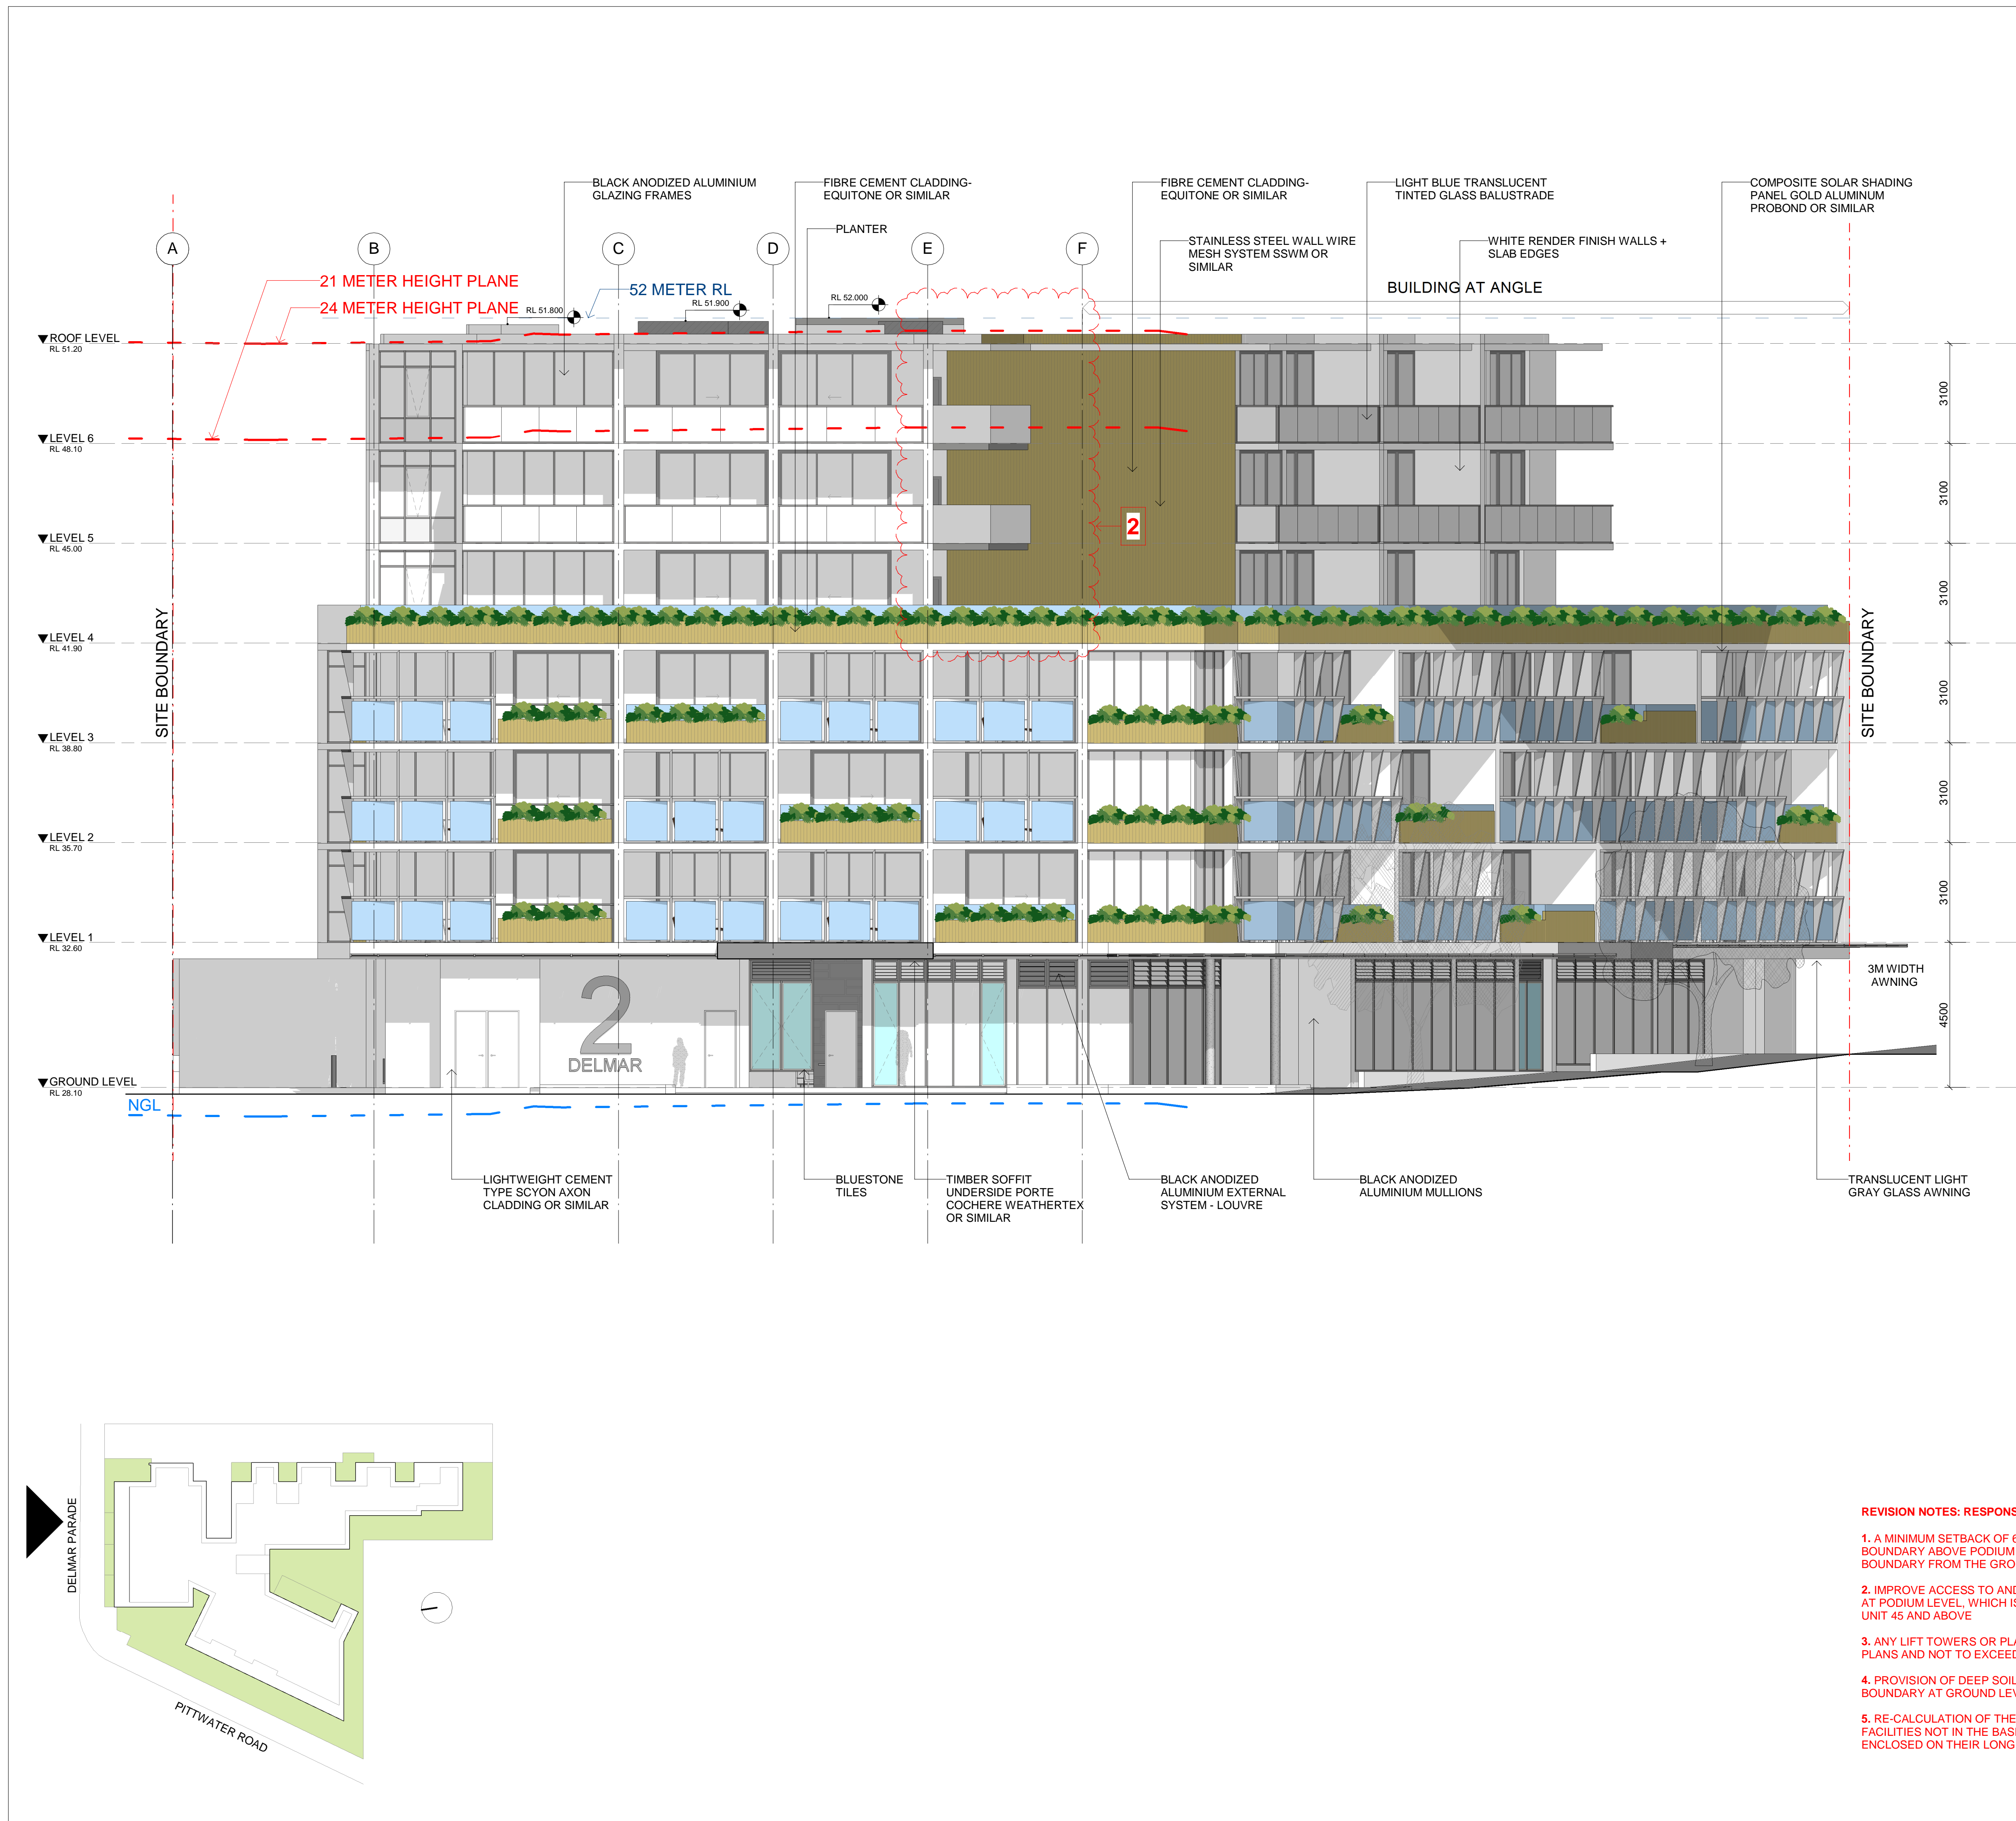 BLACK ANODIZED ALUMINIUM
GLAZING FRAMES
FIBRE CEMENT CLADDING-
EQUITONE OR SIMILAR
FIBRE CEMENT CLADDING-
EQUITONE OR SIMILAR
LIGHT BLUE TRANSLUCENT
TINTED GLASS BALUSTRADE
COMPOSITE SOLAR SHADING
PANEL GOLD ALUMINUM
PROBOND OR SIMILAR
PLANTER
STAINLESS STEEL WALL WIRE
MESH SYSTEM SSWM OR
SIMILAR
WHITE RENDER FINISH WALLS +
SLAB EDGES
A
B
C
D
E
F
21 METER HEIGHT PLANE
24 METER HEIGHT PLANE
52 METER RL
BUILDING AT ANGLE
RL 51.800
RL 51.900
RL 52.000
ROOF LEVEL
RL 51.20
3100
LEVEL 6
RL 48.10
3100
LEVEL 5
RL 45.00
2
3100
LEVEL 4
RL 41.90
SITE BOUNDARY
SITE BOUNDARY
3100
LEVEL 3
RL 38.80
3100
LEVEL 2
RL 35.70
3100
LEVEL 1
RL 32.60
3M WIDTH
AWNING
4500
2
DELMAR
GROUND LEVEL
RL 28.10
NGL
LIGHTWEIGHT CEMENT
TYPE SCYON AXON
CLADDING OR SIMILAR
BLUESTONE
TILES
TIMBER SOFFIT
UNDERSIDE PORTE
COCHERE WEATHERTEX
OR SIMILAR
BLACK ANODIZED
ALUMINIUM EXTERNAL
SYSTEM - LOUVRE
BLACK ANODIZED
ALUMINIUM MULLIONS
TRANSLUCENT LIGHT
GRAY GLASS AWNING
DELMAR PARADE
PITTWATER ROAD
REVISION NOTES: RESPONS
1. A MINIMUM SETBACK OF 6
BOUNDARY ABOVE PODIUM
BOUNDARY FROM THE GRO
2. IMPROVE ACCESS TO AND
AT PODIUM LEVEL, WHICH IS
UNIT 45 AND ABOVE
3. ANY LIFT TOWERS OR PLA
PLANS AND NOT TO EXCEED
4. PROVISION OF DEEP SOIL
BOUNDARY AT GROUND LEV
5. RE-CALCULATION OF THE
FACILITIES NOT IN THE BAS
ENCLOSED ON THEIR LONG